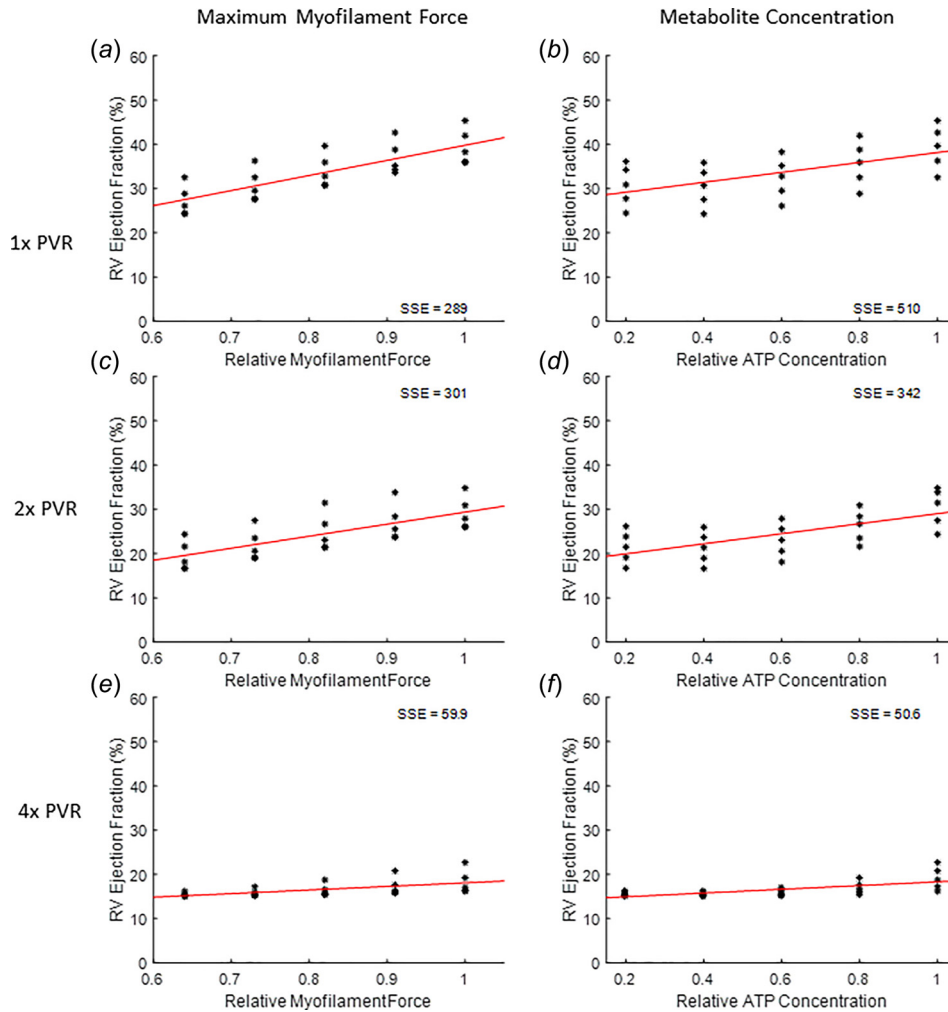 Maximum Myofilament Force
Metabolite Concentration
(a)
(b)
1x PVR
RV Ejection Fraction (%)
60
50
40
30
20
10
0
SSE = 289
0.6 0.7 0.8 0.9 1
Relative MyofilamentForce
RV Ejection Fraction (%)
60
50
40
30
20
10
0
SSE = 510
0.2 0.4 0.6 0.8 1
Relative ATP Concentration
(c)
(d)
2x PVR
RV Ejection Fraction (%)
60
50
40
30
20
10
0
SSE = 301
0.6 0.7 0.8 0.9 1
Relative MyofilamentForce
RV Ejection Fraction (%)
60
50
40
30
20
10
0
SSE = 342
0.2 0.4 0.6 0.8 1
Relative ATP Concentration
(e)
(f)
4x PVR
RV Ejection Fraction (%)
60
50
40
30
20
10
0
SSE = 59.9
0.6 0.7 0.8 0.9 1
Relative MyofilamentForce
RV Ejection Fraction (%)
60
50
40
30
20
10
0
SSE = 50.6
0.2 0.4 0.6 0.8 1
Relative ATP Concentration